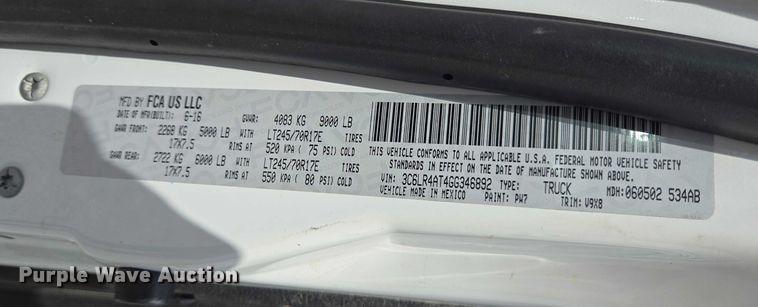 MFD BY FCA US LLC
DATE OF MFR(BUILT): 6-16 GVWR: 4083 KG 9000 LB
GAWR FRONT: 2268 KG 5000 LB WITH LT245/70R17E TIRES
17X7.5 RIMS AT 520 KPA ( 75 PSI) COLD
GAWR REAR: 2722 KG 6000 LB WITH LT245/70R17E TIRES
17X7.5 RIMS AT 550 KPA ( 80 PSI) COLD
THIS VEHICLE CONFORMS TO ALL APPLICABLE U.S.A. FEDERAL MOTOR VEHICLE SAFETY
STANDARDS IN EFFECT ON THE DATE OF MANUFACTURE SHOWN ABOVE.
VIN: 3C6LR4AT4GG346892 TYPE: TRUCK MDH: 060502 534AB
VEHICLE MADE IN MEXICO PAINT: PW7 TRIM: V9X8
Purple Wave Auction